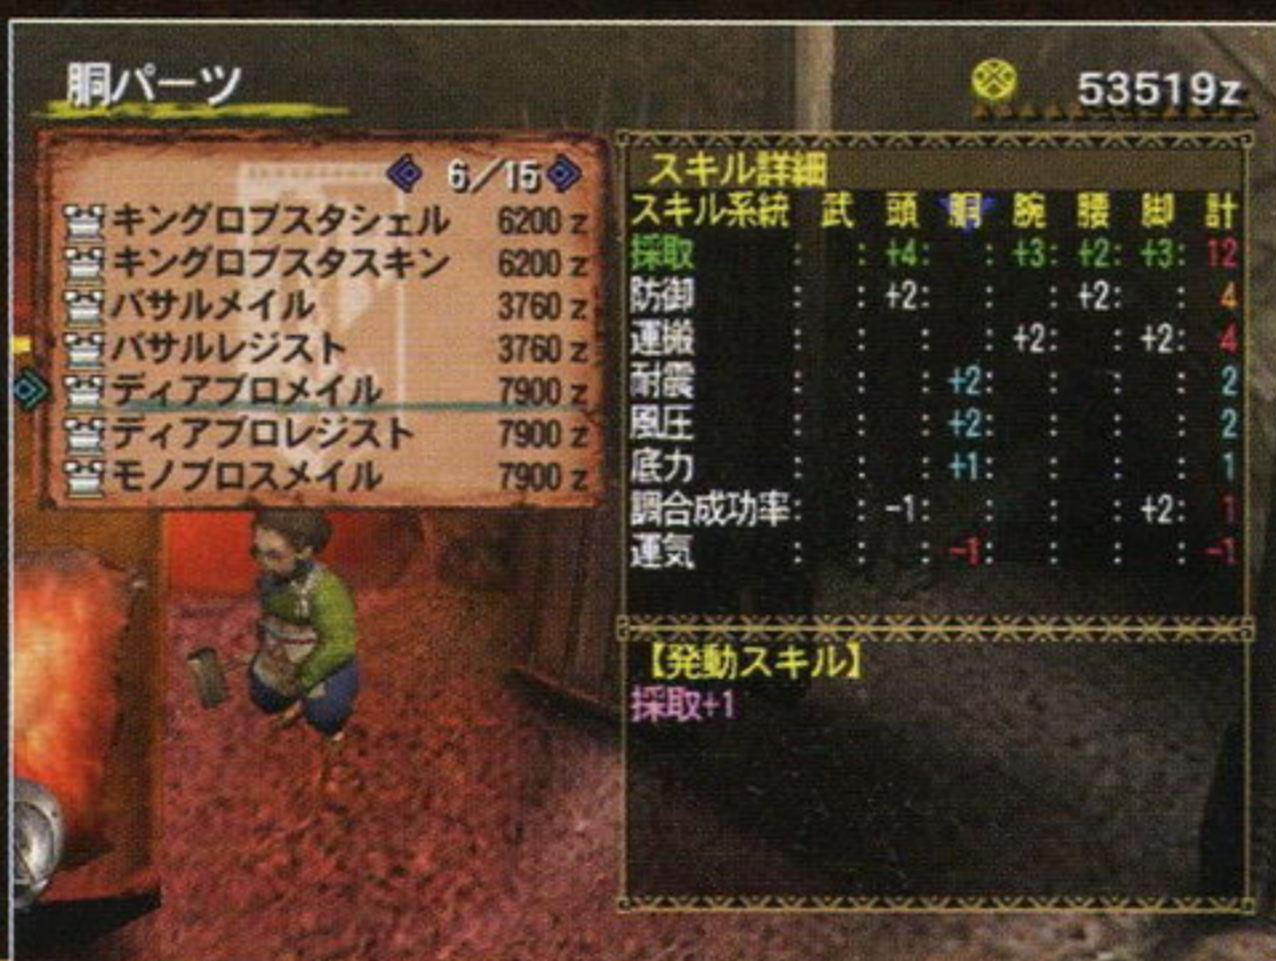 胴パーツ
53519z
6/15
キングロブスタシェル 6200z
キングロブスタスキン 6200z
バサルメイル 3760z
バサルレジスト 3760z
ディアブロメイル 7900z
ディアブロレジスト 7900z
モノブロスメイル 7900z
スキル詳細
スキル系統 武 頭 胴 腕 腰 脚 計
採取 : : +4: : +3: +2: +3: 12
防御 : : +2: : : +2: : 4
運搬 : : : : +2: : +2: 4
耐震 : : : +2: : : : 2
風圧 : : : +2: : : : 2
底力 : : : +1: : : : 1
調合成功率: : -1: : : : +2: 1
運気 : : : -1: : : : -1
【発動スキル】
採取+1